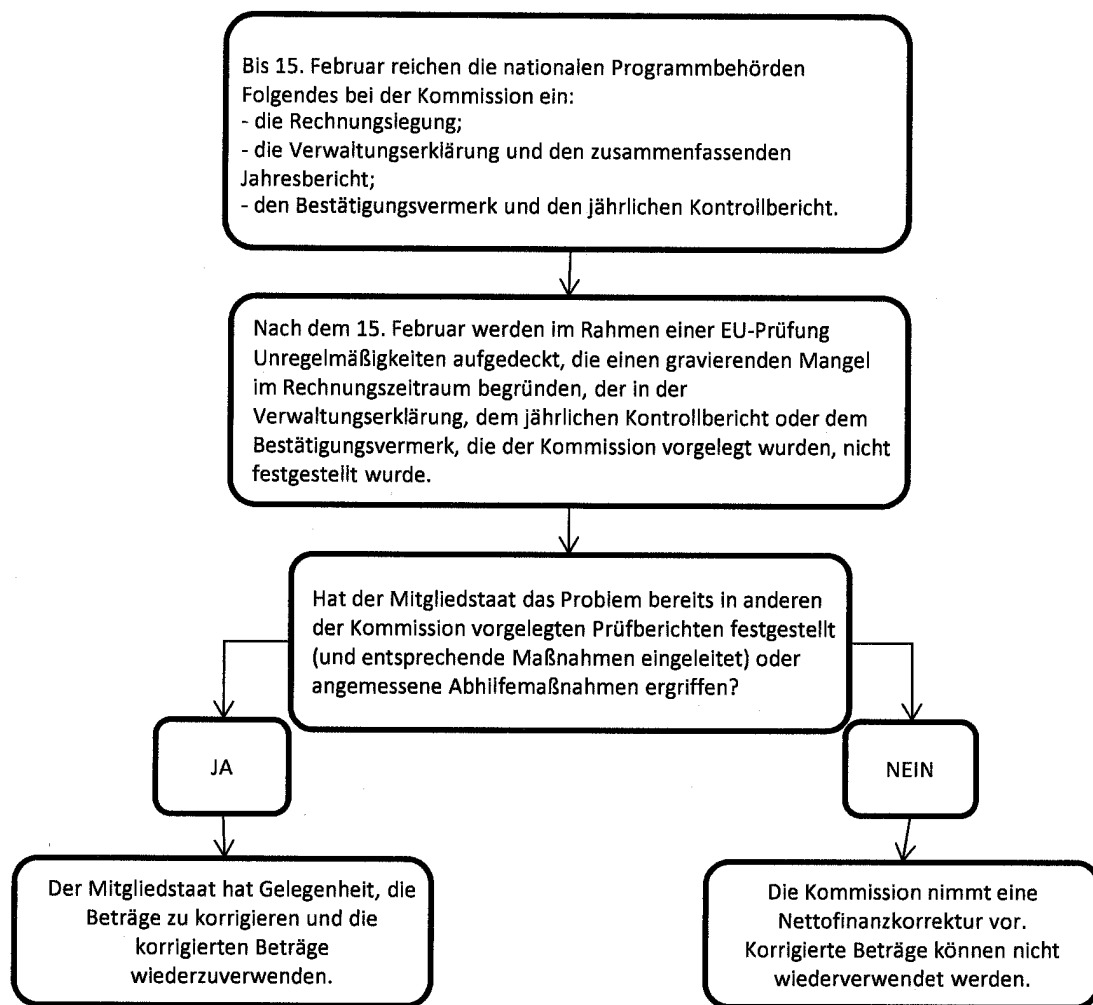 Bis 15. Februar reichen die nationalen Programmbehörden
Folgendes bei der Kommission ein:
- die Rechnungslegung;
- die Verwaltungserklärung und den zusammenfassenden
Jahresbericht;
- den Bestätigungsvermerk und den jährlichen Kontrollbericht.
Nach dem 15. Februar werden im Rahmen einer EU-Prüfung
Unregelmäßigkeiten aufgedeckt, die einen gravierenden Mangel
im Rechnungszeitraum begründen, der in der
Verwaltungserklärung, dem jährlichen Kontrollbericht oder dem
Bestätigungsvermerk, die der Kommission vorgelegt wurden, nicht
festgestellt wurde.
Hat der Mitgliedstaat das Problem bereits in anderen
der Kommission vorgelegten Prüfberichten festgestellt
(und entsprechende Maßnahmen eingeleitet) oder
angemessene Abhilfemaßnahmen ergriffen?
JA
NEIN
Der Mitgliedstaat hat Gelegenheit, die
Beträge zu korrigieren und die
korrigierten Beträge
wiederzuverwenden.
Die Kommission nimmt eine
Nettofinanzkorrektur vor.
Korrigierte Beträge können nicht
wiederverwendet werden.